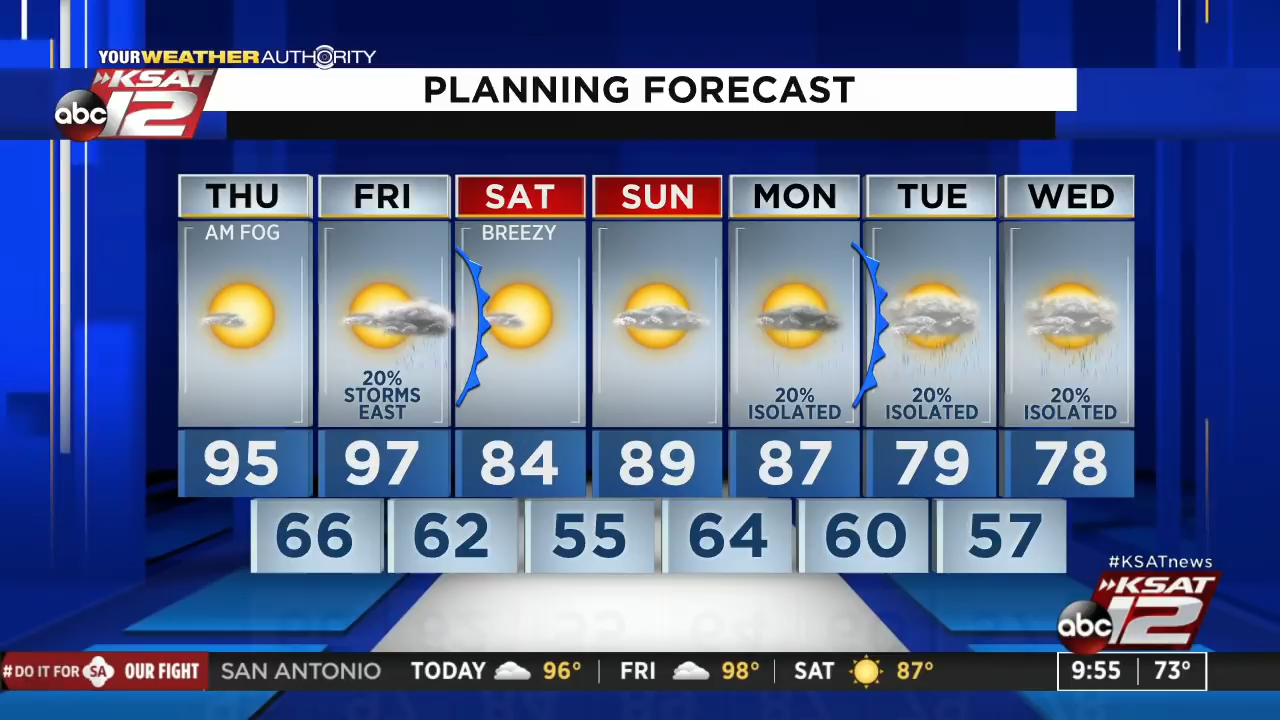 YOUR WEATHER AUTHORITY
KSAT
abc 12
PLANNING FORECAST
THU FRI SAT SUN MON TUE WED
AM FOG BREEZY
20% STORMS EAST
20% ISOLATED
20% ISOLATED
20% ISOLATED
95 97 84 89 87 79 78
66 62 55 64 60 57
#KSATnews
KSAT
abc 12
#DO IT FOR SA OUR FIGHT SAN ANTONIO TODAY 96° FRI 98° SAT 87° 9:55 73°